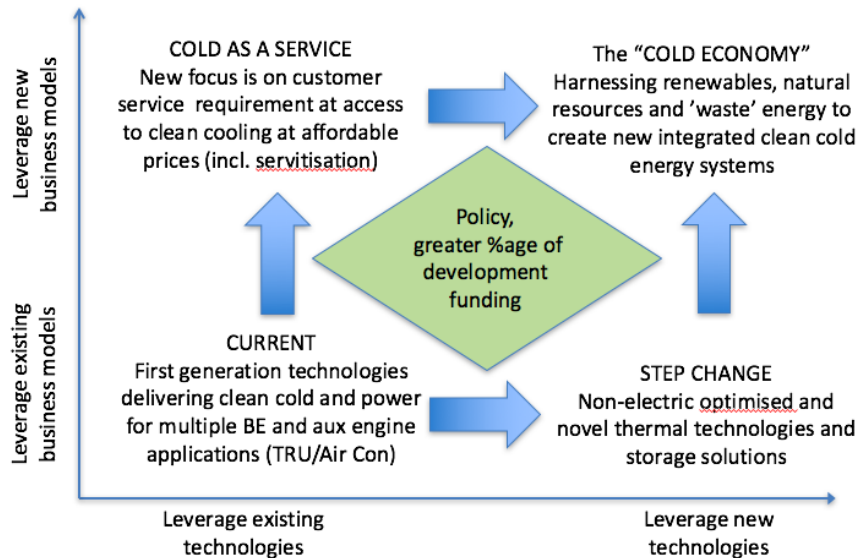 Leverage new
business models
COLD AS A SERVICE
New focus is on customer
service requirement at access
to clean cooling at affordable
prices (incl. servitisation)
The “COLD ECONOMY”
Harnessing renewables, natural
resources and ’waste’ energy to
create new integrated clean cold
energy systems
Policy,
greater %age of
development
funding
Leverage existing
business models
CURRENT
First generation technologies
delivering clean cold and power
for multiple BE and aux engine
applications (TRU/Air Con)
STEP CHANGE
Non-electric optimised and
novel thermal technologies and
storage solutions
Leverage existing
technologies
Leverage new
technologies